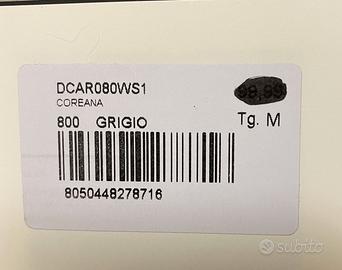 DCAR080WS1
COREANA
800 GRIGIO
Tg. M
8050448278716
subito